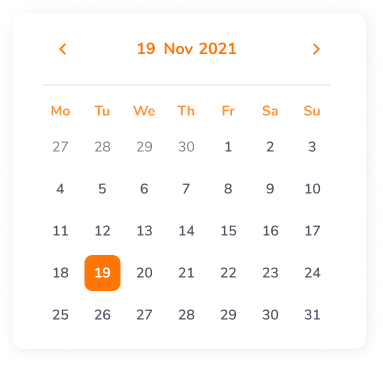 19 Nov 2021
Mo Tu We Th Fr Sa Su
27 28 29 30 1 2 3
4 5 6 7 8 9 10
11 12 13 14 15 16 17
18 19 20 21 22 23 24
25 26 27 28 29 30 31